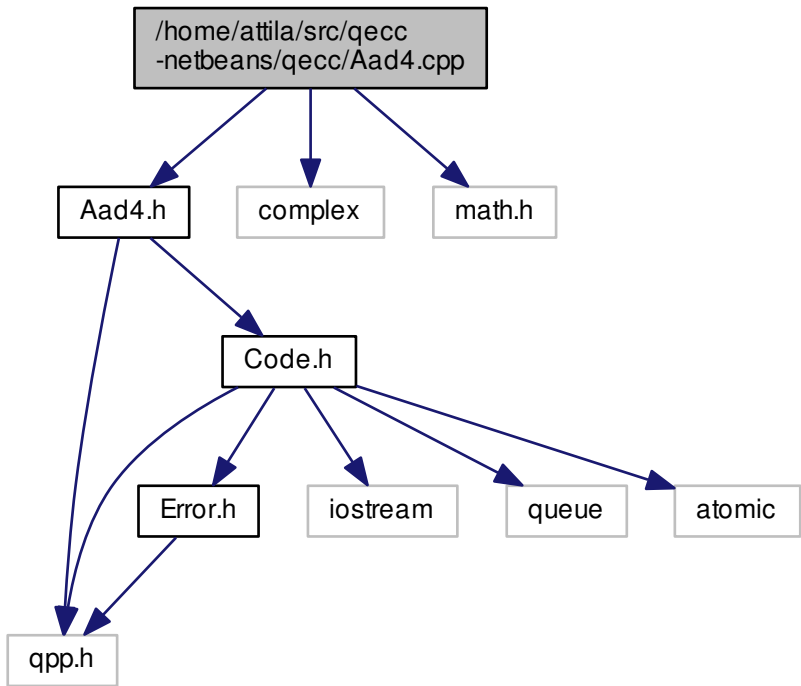 /home/attila/src/qecc
-netbeans/qecc/Aad4.cpp
Aad4.h
complex
math.h
Code.h
Error.h
iostream
queue
atomic
qpp.h